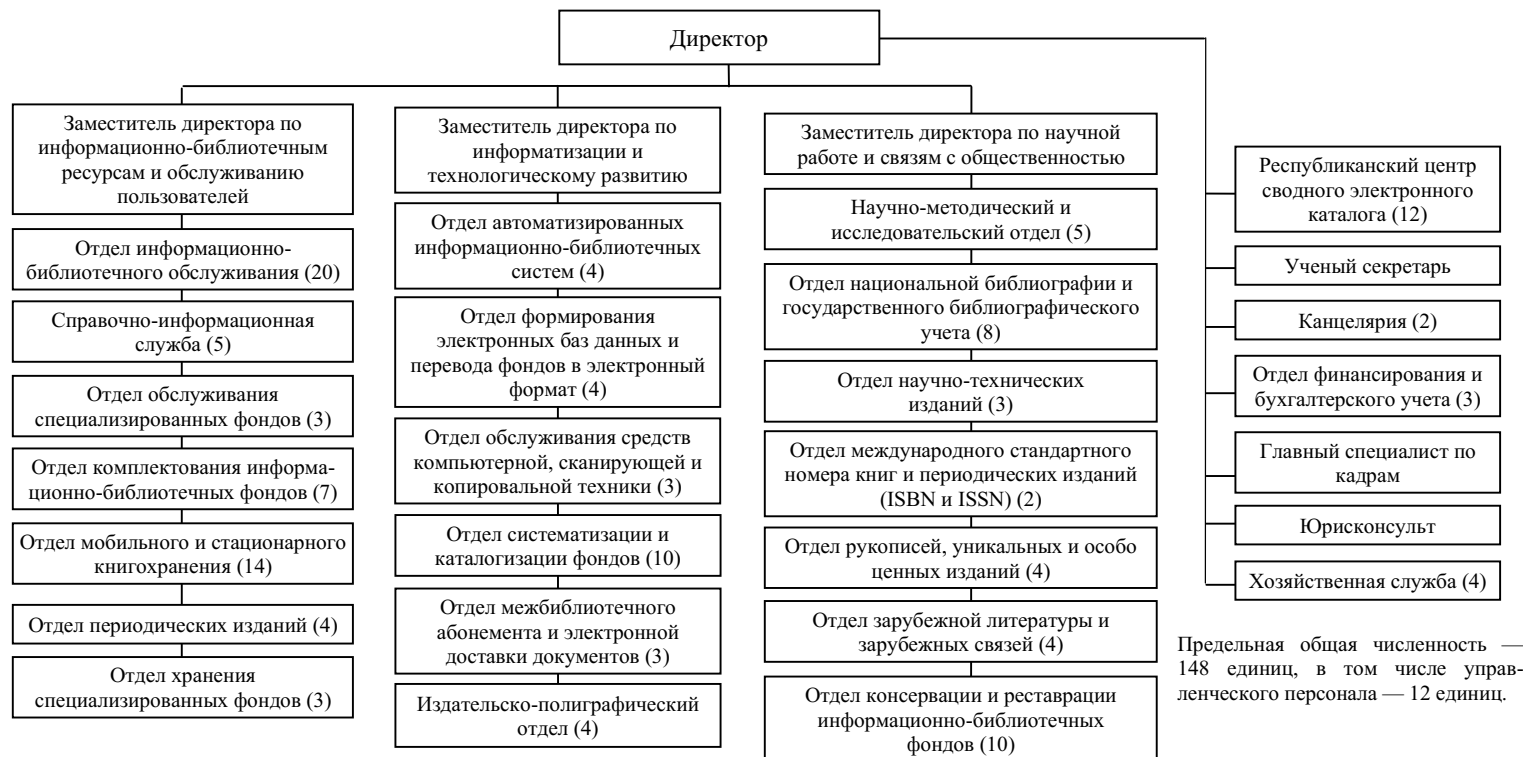 Директор
Заместитель директора по
информационно-библиотечным
ресурсам и обслуживанию
пользователей
Отдел информационно-
библиотечного обслуживания (20)
Справочно-информационная
служба (5)
Отдел обслуживания
специализированных фондов (3)
Отдел комплектования информа-
ционно-библиотечных фондов (7)
Отдел мобильного и стационарного
книгохранения (14)
Отдел периодических изданий (4)
Отдел хранения
специализированных фондов (3)
Заместитель директора по
информатизации и
технологическому развитию
Отдел автоматизированных
информационно-библиотечных
систем (4)
Отдел формирования
электронных баз данных и
перевода фондов в электронный
формат (4)
Отдел обслуживания средств
компьютерной, сканирующей и
копировальной техники (3)
Отдел систематизации и
каталогизации фондов (10)
Отдел межбиблиотечного
абонемента и электронной
доставки документов (3)
Издательско-полиграфический
отдел (4)
Заместитель директора по научной
работе и связям с общественностью
Научно-методический и
исследовательский отдел (5)
Отдел национальной библиографии и
государственного библиографического
учета (8)
Отдел научно-технических
изданий (3)
Отдел международного стандартного
номера книг и периодических изданий
(ISBN и ISSN) (2)
Отдел рукописей, уникальных и особо
ценных изданий (4)
Отдел зарубежной литературы и
зарубежных связей (4)
Отдел консервации и реставрации
информационно-библиотечных
фондов (10)
Республиканский центр
сводного электронного
каталога (12)
Ученый секретарь
Канцелярия (2)
Отдел финансирования и
бухгалтерского учета (3)
Главный специалист по
кадрам
Юрисконсульт
Хозяйственная служба (4)
Предельная общая численность —
148 единиц, в том числе управ-
ленческого персонала — 12 единиц.